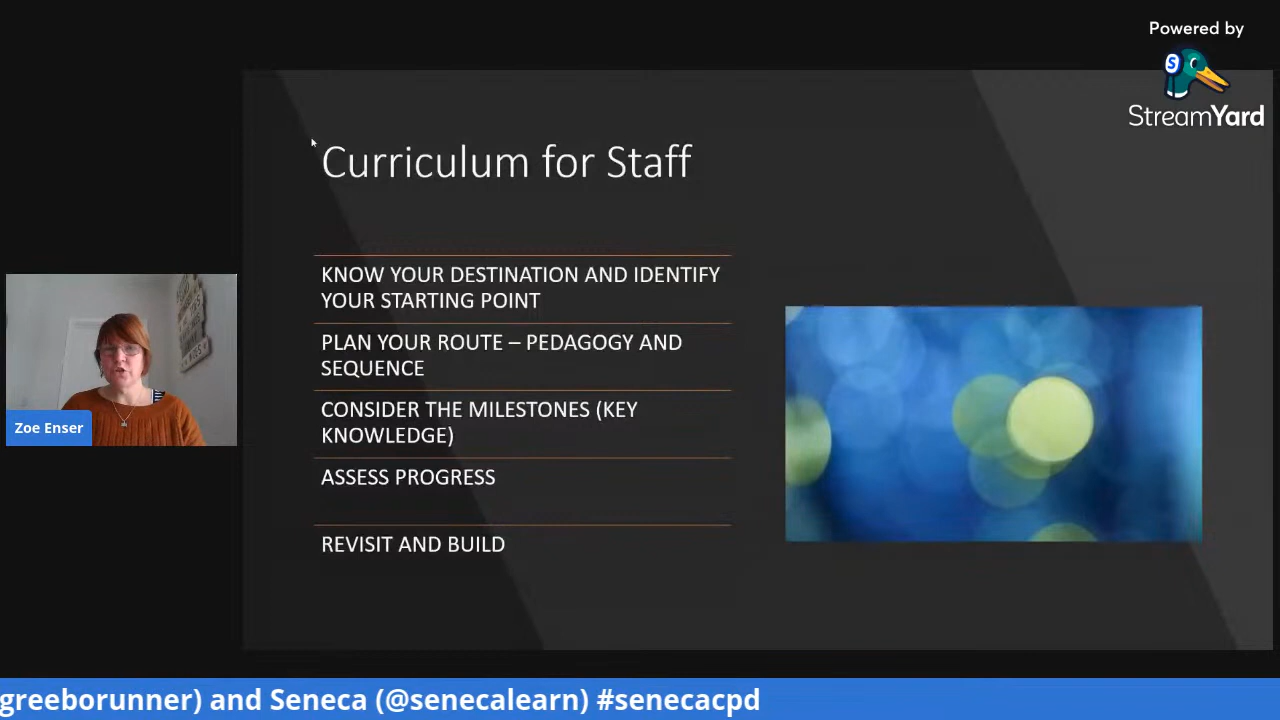 Powered by
StreamYard
Curriculum for Staff
KNOW YOUR DESTINATION AND IDENTIFY
YOUR STARTING POINT
PLAN YOUR ROUTE – PEDAGOGY AND
SEQUENCE
CONSIDER THE MILESTONES (KEY
KNOWLEDGE)
ASSESS PROGRESS
REVISIT AND BUILD
Zoe Enser
greeborunner) and Seneca (@senecalearn) #senecacpd